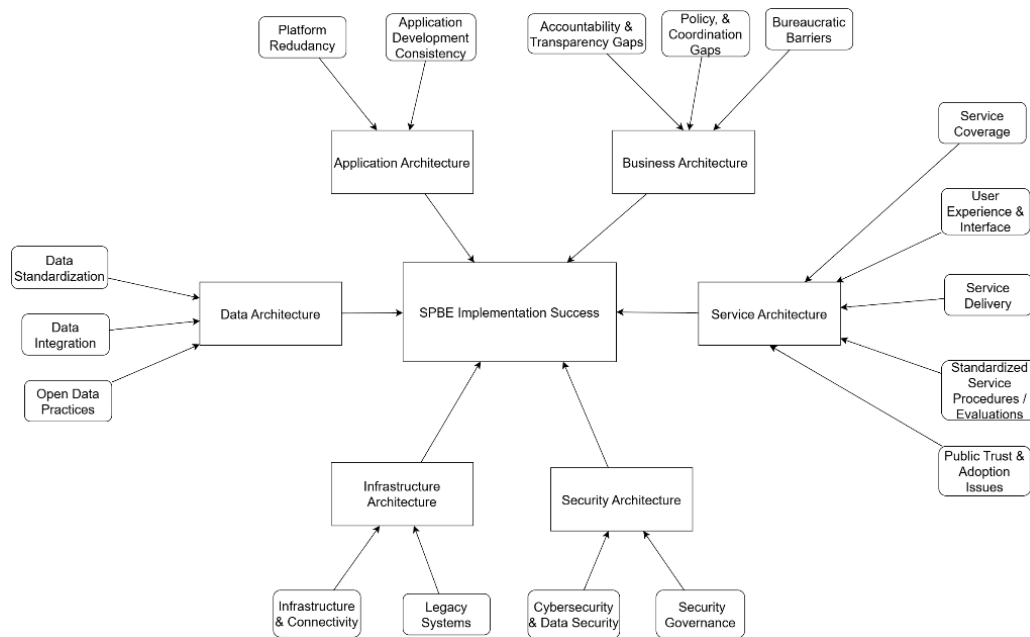 Platform
Redudancy
Application
Development
Consistency
Accountability &
Transparency Gaps
Policy, &
Coordination
Gaps
Bureaucratic
Barriers
Application Architecture
Business Architecture
Service
Coverage
User
Experience &
Interface
Data
Standardization
Service
Delivery
Data Architecture
SPBE Implementation Success
Service Architecture
Data
Integration
Standardized
Service
Procedures /
Evaluations
Open Data
Practices
Public Trust &
Adoption
Issues
Infrastructure
Architecture
Security Architecture
Infrastructure
& Connectivity
Legacy
Systems
Cybersecurity
& Data Security
Security
Governance